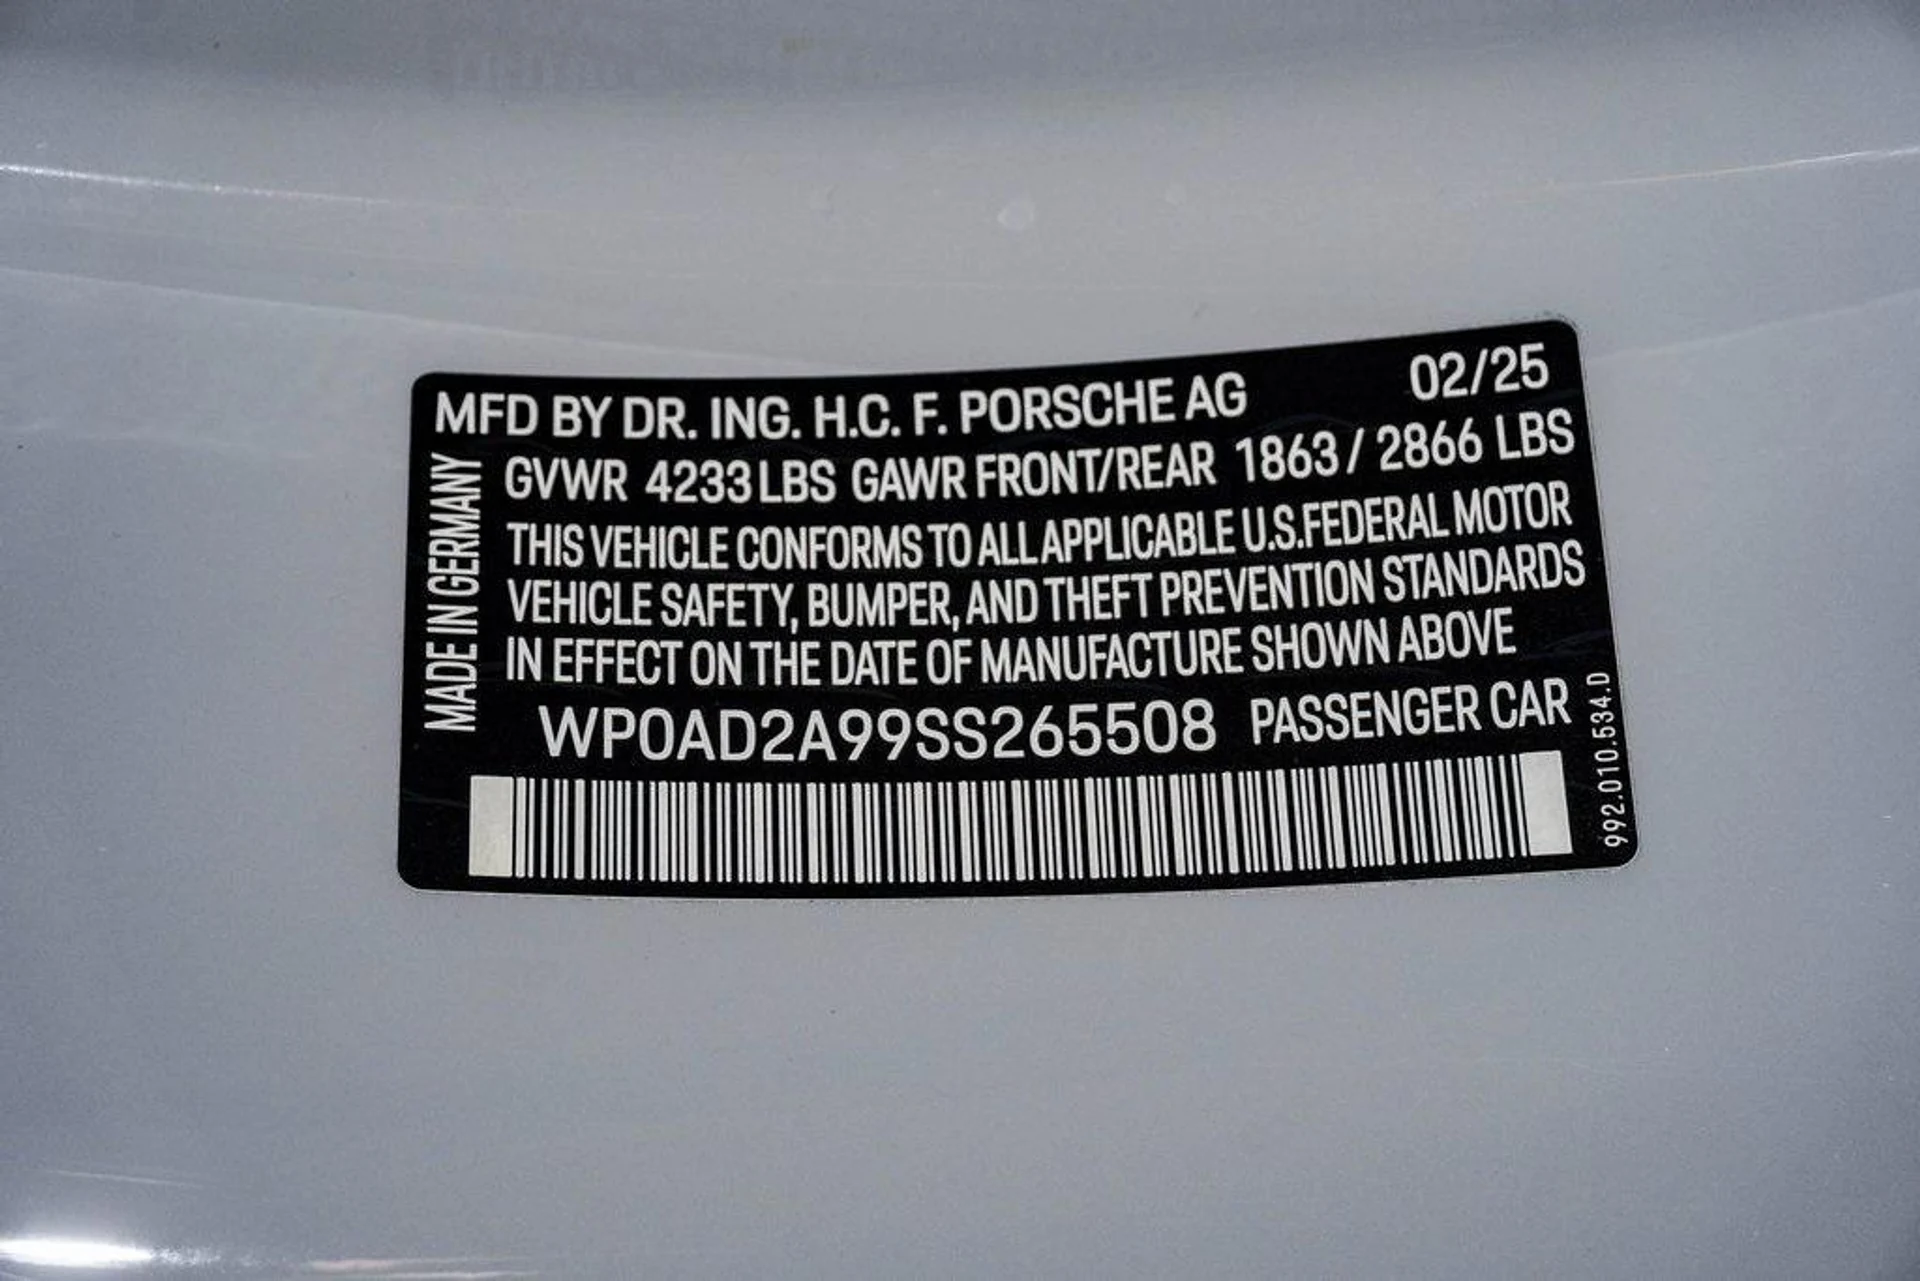 MFD BY DR. ING. H.C. F. PORSCHE AG 02/25
GVWR 4233 LBS GAWR FRONT/REAR 1863 / 2866 LBS
THIS VEHICLE CONFORMS TO ALL APPLICABLE U.S.FEDERAL MOTOR
VEHICLE SAFETY, BUMPER, AND THEFT PREVENTION STANDARDS
IN EFFECT ON THE DATE OF MANUFACTURE SHOWN ABOVE
WP0AD2A99SS265508 PASSENGER CAR
MADE IN GERMANY
992.010.534.D